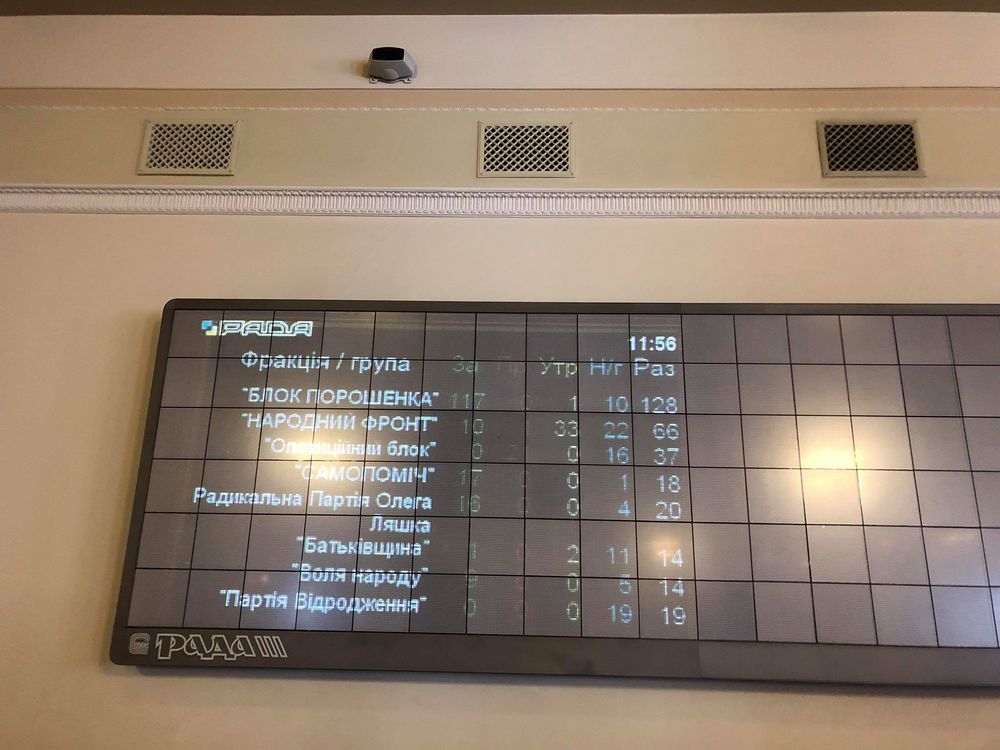 РАДА
11:56
Фракція / група За Пр Утр Н/г Раз
"БЛОК ПОРОШЕНКА" 117 1 10 128
"НАРОДНИЙ ФРОНТ" 10 33 22 66
"Опозиційний блок" 0 0 16 37
"САМОПОМІЧ" 17 0 1 18
Радикальна Партія Олега 16 0 4 20
Ляшка
"Батьківщина" 1 2 11 14
"Воля народу" 9 0 5 14
"Партія Відродження" 0 0 19 19
РАДА III